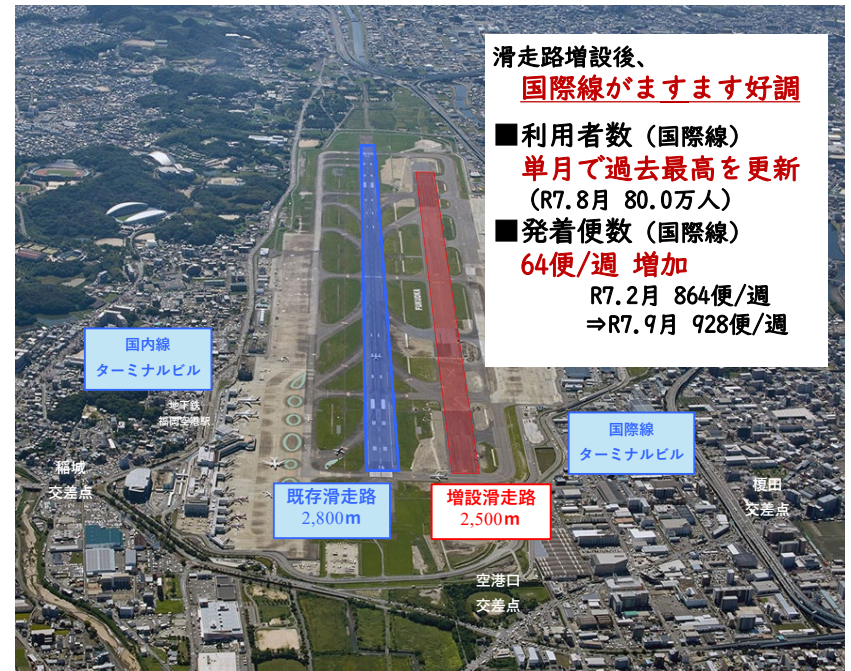 滑走路増設後、
国際線がますます好調
■利用者数（国際線）
単月で過去最高を更新
（R7.8月 80.0万人）
■発着便数（国際線）
64便/週 増加
R7.2月 864便/週
⇒R7.9月 928便/週
FUKUOKA
国内線
ターミナルビル
地下鉄
福岡空港駅
国際線
ターミナルビル
稲城
交差点
榎田
交差点
既存滑走路
2,800m
増設滑走路
2,500m
空港口
交差点